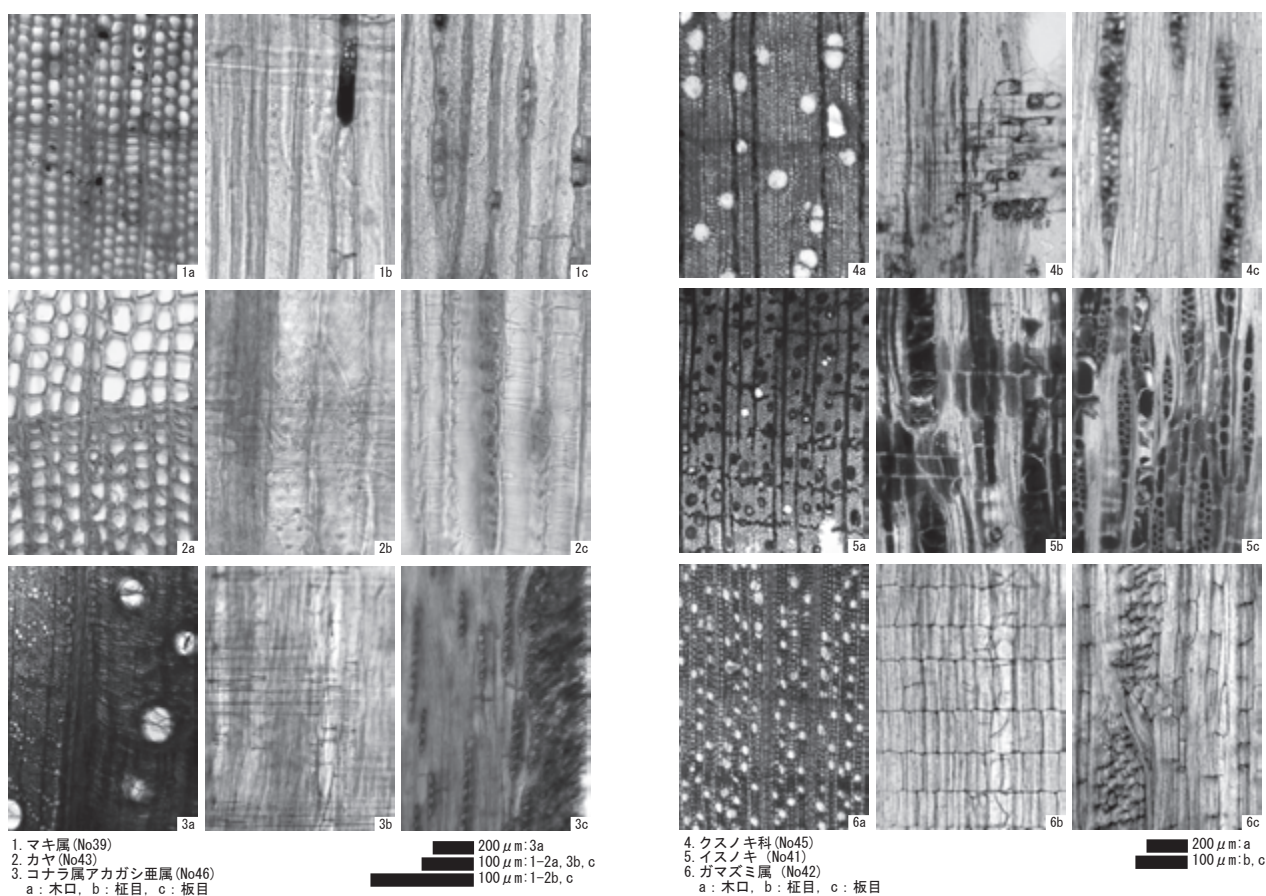 1a
1b
1c
2a
2b
2c
3a
3b
3c
1. マキ属(No39)
2. カヤ(No43)
3. コナラ属アカガシ亜属(No46)
a：木口, b：柾目, c：板目
200μm:3a
100μm:1-2a, 3b, c
100μm:1-2b, c
4a
4b
4c
5a
5b
5c
6a
6b
6c
4. クスノキ科(No45)
5. イスノキ (No41)
6. ガマズミ属 (No42)
a：木口, b：柾目, c：板目
200μm:a
100μm:b, c